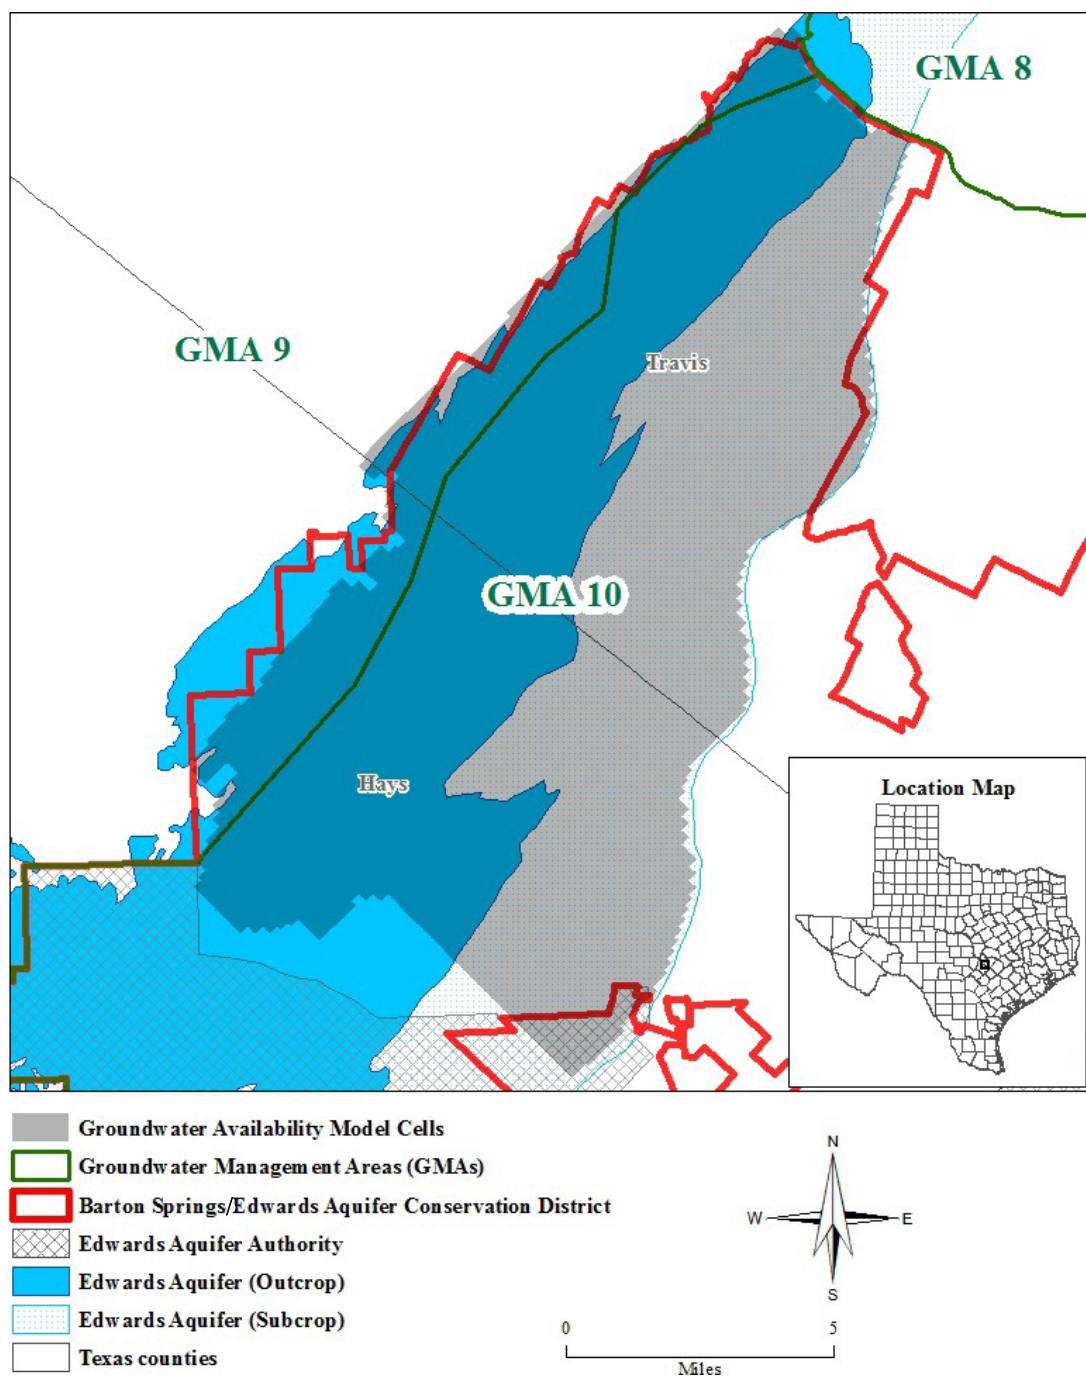 GMA 8
GMA 9
Travis
GMA 10
Hays
Location Map
Groundwater Availability Model Cells
Groundwater Management Areas (GMAs)
Barton Springs/Edwards Aquifer Conservation District
Edwards Aquifer Authority
Edwards Aquifer (Outcrop)
Edwards Aquifer (Subcrop)
Texas counties
N
W E
S
0 5
Miles